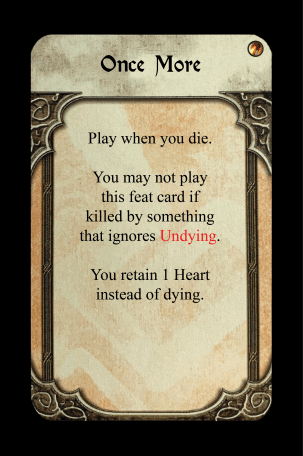 Once More
Play when you die.
You may not play
this feat card if
killed by something
that ignores Undying.
You retain 1 Heart
instead of dying.